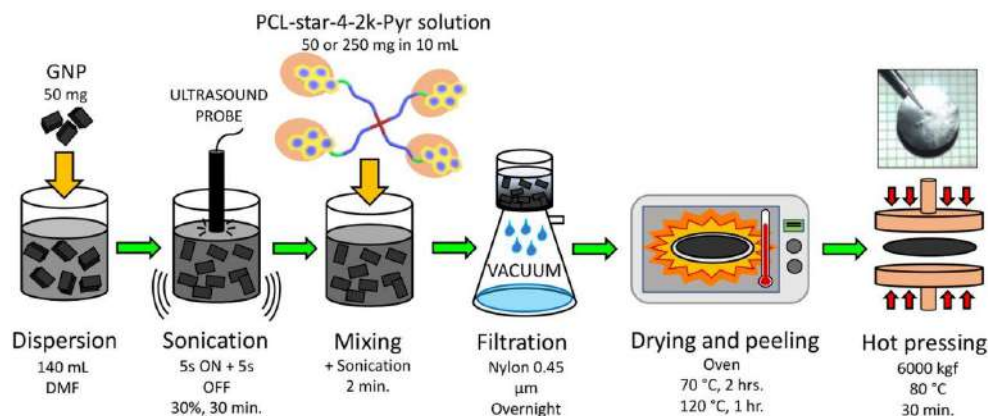 PCL-star-4-2k-Pyr solution
50 or 250 mg in 10 mL
GNP
50 mg
ULTRASOUND
PROBE
VACUUM
Dispersion
140 mL
DMF
Sonication
5s ON + 5s
OFF
30%, 30 min.
Mixing
+ Sonication
2 min.
Filtration
Nylon 0.45
μm
Overnight
Drying and peeling
Oven
70 °C, 2 hrs.
120 °C, 1 hr.
Hot pressing
6000 kgf
80 °C
30 min.